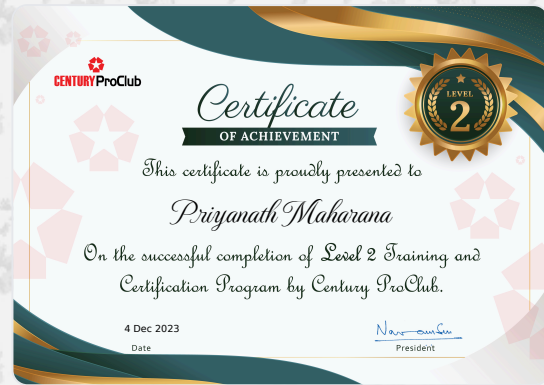 CENTURY ProClub
Certificate
OF ACHIEVEMENT
LEVEL
2
This certificate is proudly presented to
Priyanath Maharana
On the successful completion of Level 2 Training and
Certification Program by Century ProClub.
4 Dec 2023
Date
President